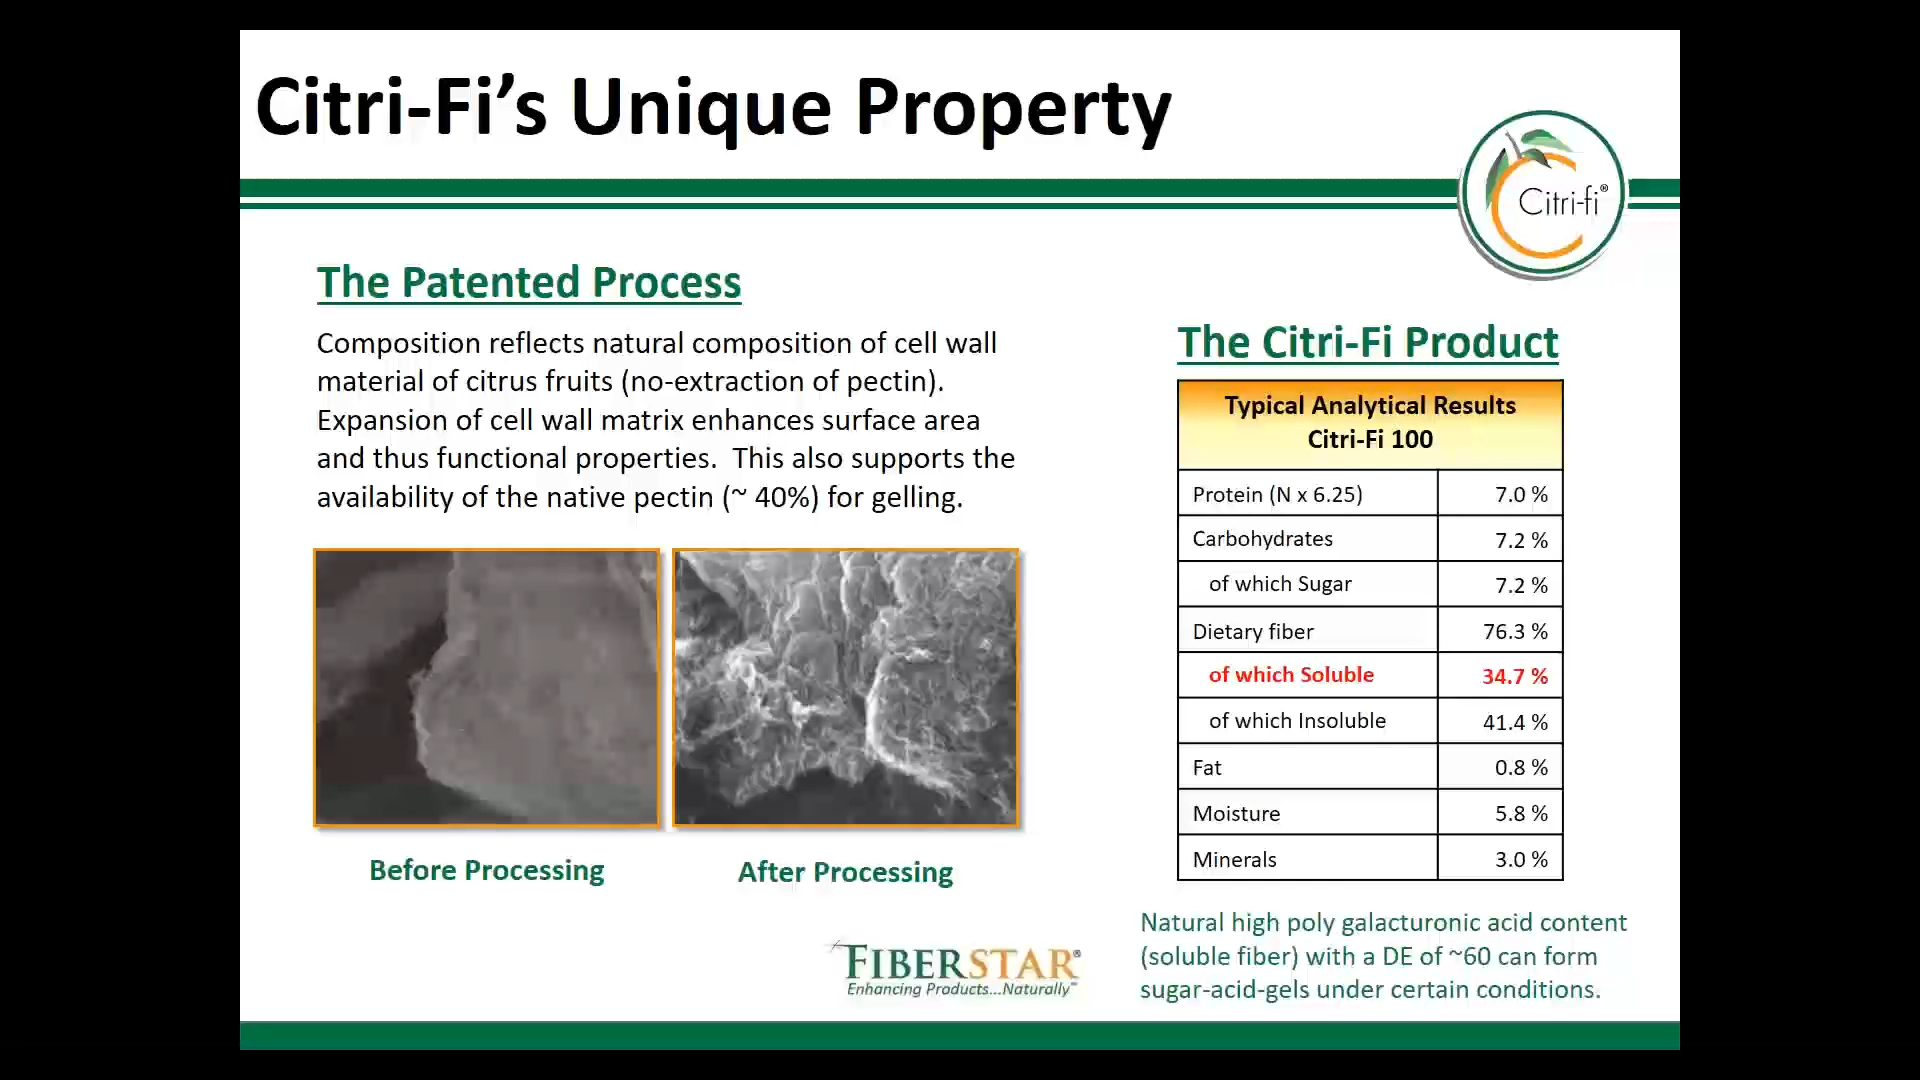 Citri-Fi’s Unique Property
Citri-fi®
The Patented Process
Composition reflects natural composition of cell wall
material of citrus fruits (no-extraction of pectin).
Expansion of cell wall matrix enhances surface area
and thus functional properties.  This also supports the
availability of the native pectin (~ 40%) for gelling.
Before Processing
After Processing
The Citri-Fi Product
Typical Analytical Results
Citri-Fi 100
Protein (N x 6.25) 7.0 %
Carbohydrates 7.2 %
of which Sugar 7.2 %
Dietary fiber 76.3 %
of which Soluble 34.7 %
of which Insoluble 41.4 %
Fat 0.8 %
Moisture 5.8 %
Minerals 3.0 %
Natural high poly galacturonic acid content
(soluble fiber) with a DE of ~60 can form
sugar-acid-gels under certain conditions.
FIBERSTAR®
Enhancing Products...Naturally™